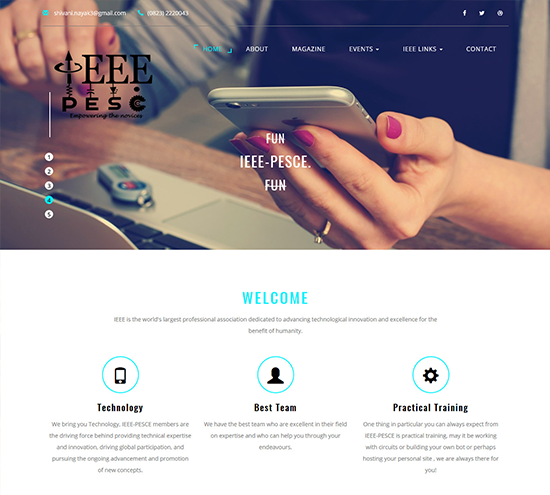 shivani.nayak3@gmail.com (0823) 2220043
HOME ABOUT MAGAZINE EVENTS IEEE LINKS CONTACT
IEEE
PESC
Empowering the novices
FUN
IEEE-PESCE.
FUN
1
2
3
4
5
WELCOME
IEEE is the world's largest professional association dedicated to advancing technological innovation and excellence for the
benefit of humanity.
Technology
We bring you Technology. IEEE-PESCE members are
the driving force behind providing technical expertise
and innovation, driving global participation, and
pursuing the ongoing advancement and promotion
of new concepts.
Best Team
We have the best team who are excellent in their field
on expertise and who can help you through your
endeavours.
Practical Training
One thing in particular you can always expect from
IEEE-PESCE is practical training, may it be working
with circuits or building your own bot or perhaps
hosting your personal site , we are always there for
you!